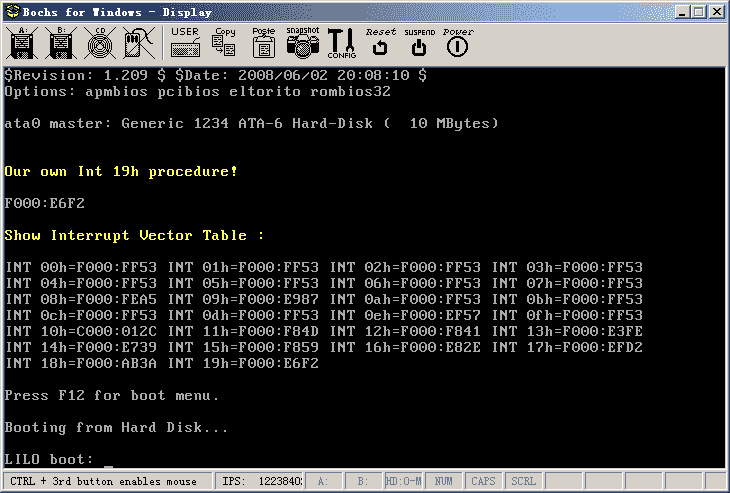 Bochs for Windows - Display
A: B: CD USER Copy Poste snapshot CONFIG Reset SUSPEND Power
$Revision: 1.209 $ $Date: 2008/06/02 20:08:10 $
Options: apmbios pcibios eltorito rombios32
ata0 master: Generic 1234 ATA-6 Hard-Disk (  10 MBytes)
Our own Int 19h procedure!
F000:E6F2
Show Interrupt Vector Table :
INT 00h=F000:FF53 INT 01h=F000:FF53 INT 02h=F000:FF53 INT 03h=F000:FF53
INT 04h=F000:FF53 INT 05h=F000:FF53 INT 06h=F000:FF53 INT 07h=F000:FF53
INT 08h=F000:FEA5 INT 09h=F000:E987 INT 0ah=F000:FF53 INT 0bh=F000:FF53
INT 0ch=F000:FF53 INT 0dh=F000:FF53 INT 0eh=F000:EF57 INT 0fh=F000:FF53
INT 10h=C000:012C INT 11h=F000:F84D INT 12h=F000:F841 INT 13h=F000:E3FE
INT 14h=F000:E739 INT 15h=F000:F859 INT 16h=F000:E82E INT 17h=F000:EFD2
INT 18h=F000:AB3A INT 19h=F000:E6F2
Press F12 for boot menu.
Booting from Hard Disk...
LILO boot: _
CTRL + 3rd button enables mouse IPS: 1223840 A: B: HD:0-M NUM CAPS SCRL